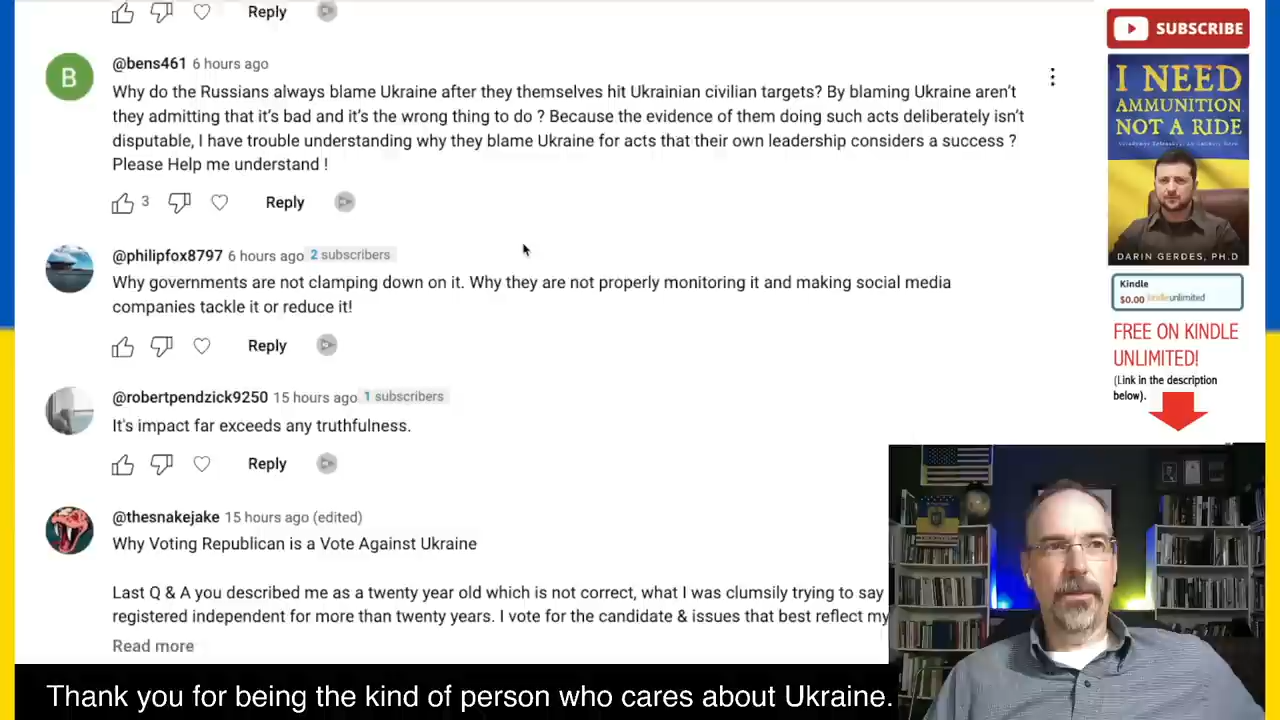 Reply
SUBSCRIBE
B
@bens461 6 hours ago
Why do the Russians always blame Ukraine after they themselves hit Ukrainian civilian targets? By blaming Ukraine aren't
they admitting that it's bad and it's the wrong thing to do ? Because the evidence of them doing such acts deliberately isn't
disputable, I have trouble understanding why they blame Ukraine for acts that their own leadership considers a success ?
Please Help me understand !
3 Reply
@philipfox8797 6 hours ago 2 subscribers
Why governments are not clamping down on it. Why they are not properly monitoring it and making social media
companies tackle it or reduce it!
Reply
@robertpendzick9250 15 hours ago 1 subscribers
It's impact far exceeds any truthfulness.
Reply
@thesnakejake 15 hours ago (edited)
Why Voting Republican is a Vote Against Ukraine
Last Q & A you described me as a twenty year old which is not correct, what I was clumsily trying to say
registered independent for more than twenty years. I vote for the candidate & issues that best reflect my
Read more
I NEED
AMMUNITION
NOT A RIDE
DARIN GERDES, PH.D
Kindle
$0.00 kindleunlimited
FREE ON KINDLE
UNLIMITED!
(Link in the description
below).
Thank you for being the kind of person who cares about Ukraine.